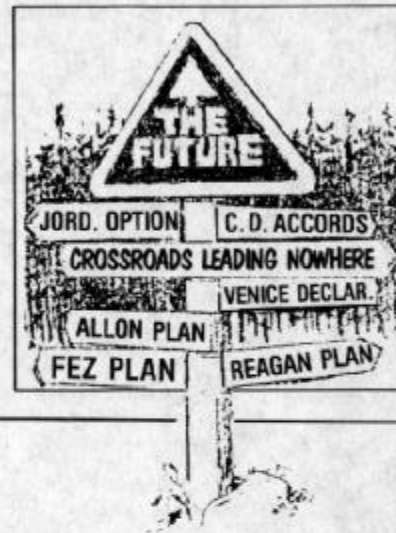 THE
FUTURE
JORD. OPTION
C. D. ACCORDS
CROSSROADS LEADING NOWHERE
VENICE DECLAR.
ALLON PLAN
FEZ PLAN
REAGAN PLAN